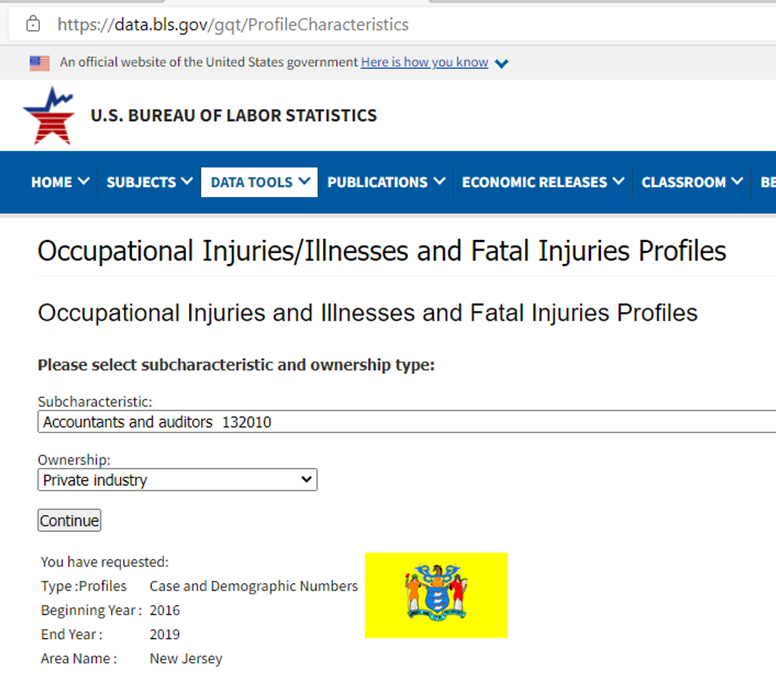 https://data.bls.gov/gqt/ProfileCharacteristics
An official website of the United States government Here is how you know
U.S. BUREAU OF LABOR STATISTICS
HOME SUBJECTS DATA TOOLS PUBLICATIONS ECONOMIC RELEASES CLASSROOM BE
Occupational Injuries/Illnesses and Fatal Injuries Profiles
Occupational Injuries and Illnesses and Fatal Injuries Profiles
Please select subcharacteristic and ownership type:
Subcharacteristic:
Accountants and auditors 132010
Ownership:
Private industry
Continue
You have requested:
Type :Profiles Case and Demographic Numbers
Beginning Year : 2016
End Year : 2019
Area Name : New Jersey